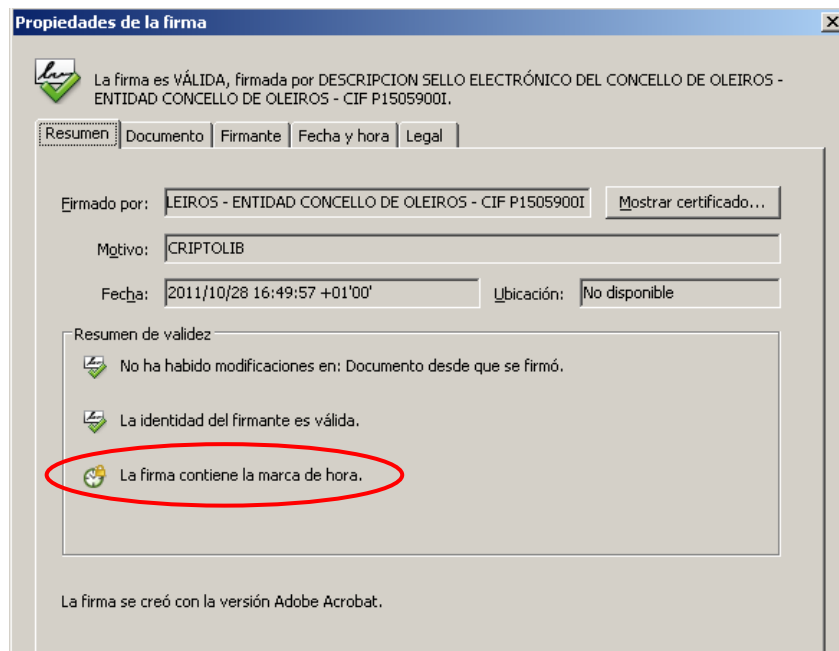 Propiedades de la firma
La firma es VÁLIDA, firmada por DESCRIPCION SELLO ELECTRÓNICO DEL CONCELLO DE OLEIROS -
ENTIDAD CONCELLO DE OLEIROS - CIF P1505900I.
Resumen Documento Firmante Fecha y hora Legal
Firmado por: LEIROS - ENTIDAD CONCELLO DE OLEIROS - CIF P1505900I Mostrar certificado...
Motivo: CRIPTOLIB
Fecha: 2011/10/28 16:49:57 +01'00' Ubicación: No disponible
Resumen de validez
No ha habido modificaciones en: Documento desde que se firmó.
La identidad del firmante es válida.
La firma contiene la marca de hora.
La firma se creó con la versión Adobe Acrobat.